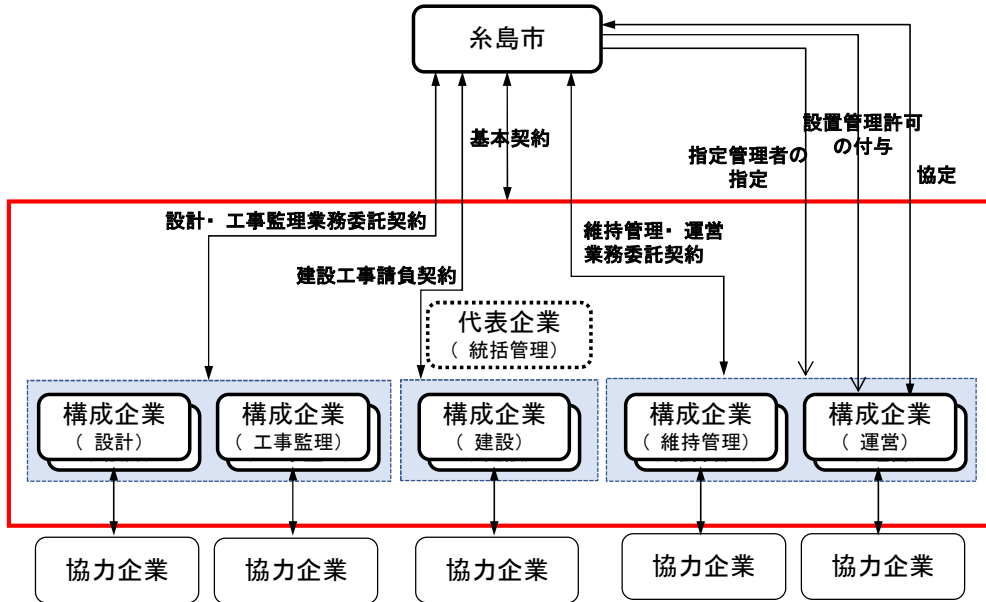 糸島市
基本契約
設置管理許可
の付与
指定管理者の
指定
協定
設計・工事監理業務委託契約
維持管理・運営
業務委託契約
建設工事請負契約
代表企業
（統括管理）
構成企業
（設計）
構成企業
（工事監理）
構成企業
（建設）
構成企業
（維持管理）
構成企業
（運営）
協力企業
協力企業
協力企業
協力企業
協力企業